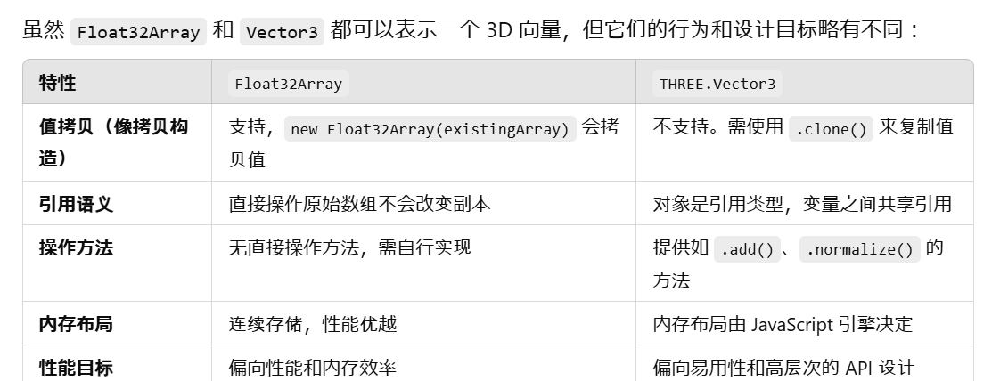 虽然 Float32Array 和 Vector3 都可以表示一个 3D 向量，但它们的行为和设计目标略有不同：
特性 Float32Array THREE.Vector3
值拷贝（像拷贝构造） 支持，new Float32Array(existingArray) 会拷贝值 不支持。需使用 .clone() 来复制值
引用语义 直接操作原始数组不会改变副本 对象是引用类型，变量之间共享引用
操作方法 无直接操作方法，需自行实现 提供如 .add()、.normalize() 的方法
内存布局 连续存储，性能优越 内存布局由 JavaScript 引擎决定
性能目标 偏向性能和内存效率 偏向易用性和高层次的 API 设计